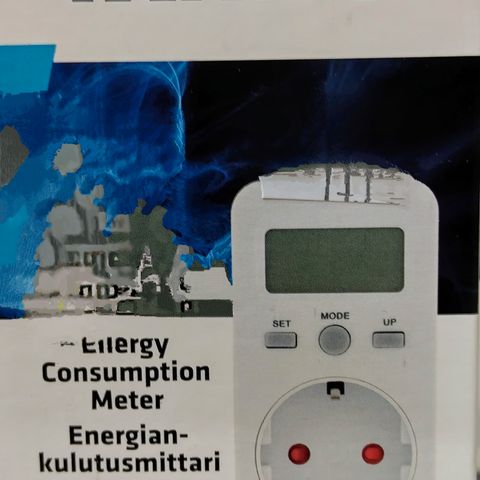 Energy
Consumption
Meter
Energian-
kulutusmittari
SET
MODE
UP